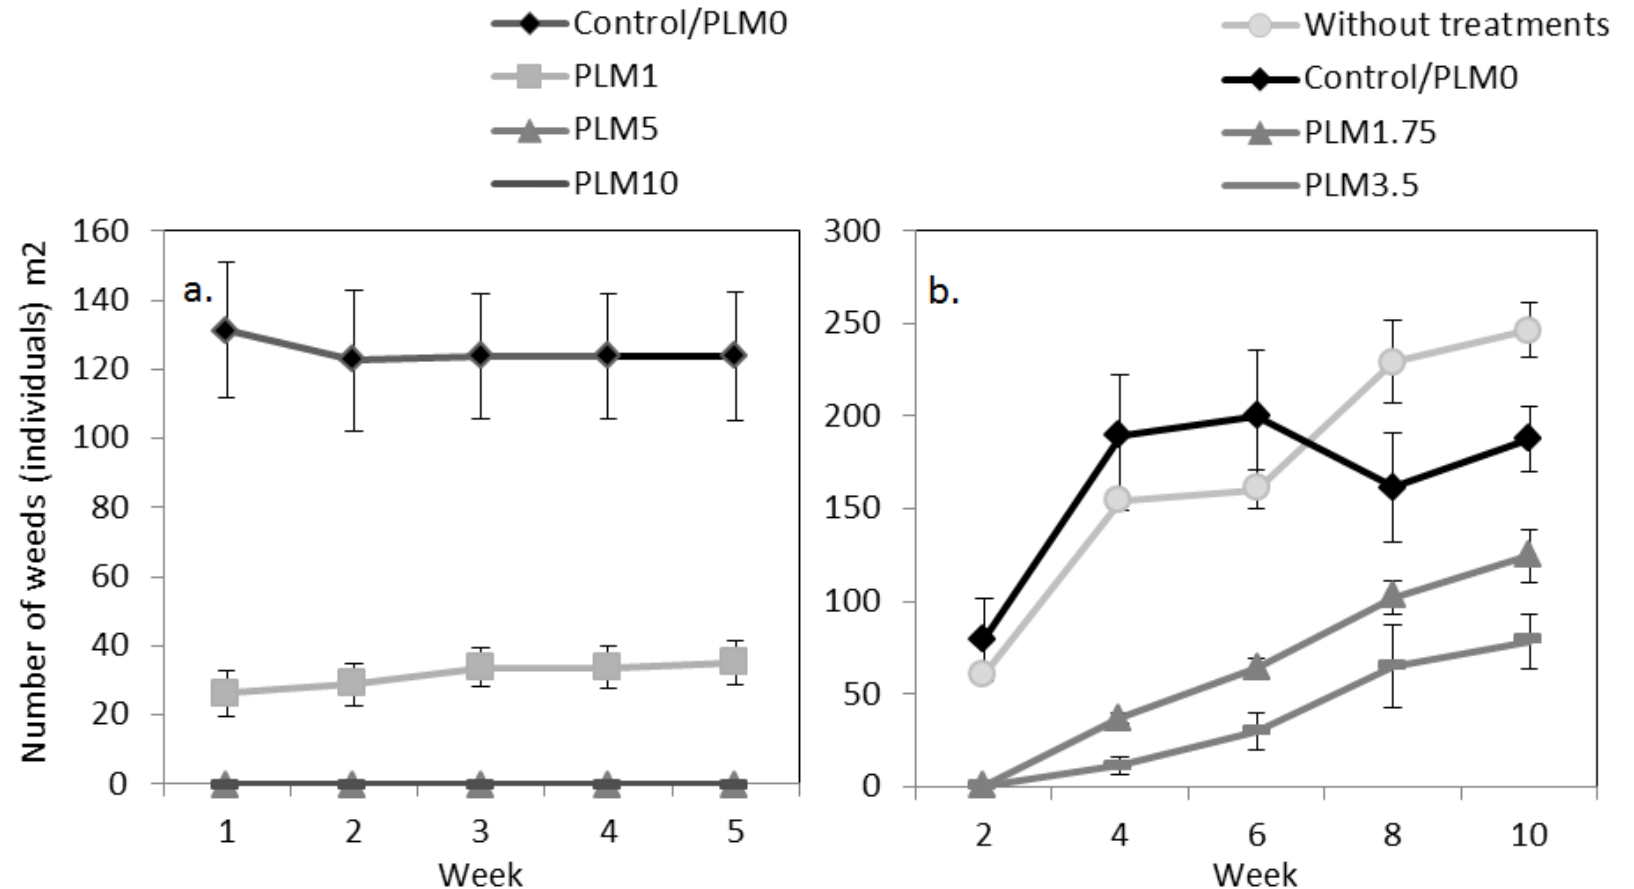 Control/PLM0
PLM1
PLM5
PLM10
Without treatments
Control/PLM0
PLM1.75
PLM3.5
Number of weeds (individuals) m2
160
140
120
100
80
60
40
20
0
a.
1 2 3 4 5
Week
300
250
200
150
100
50
0
b.
2 4 6 8 10
Week